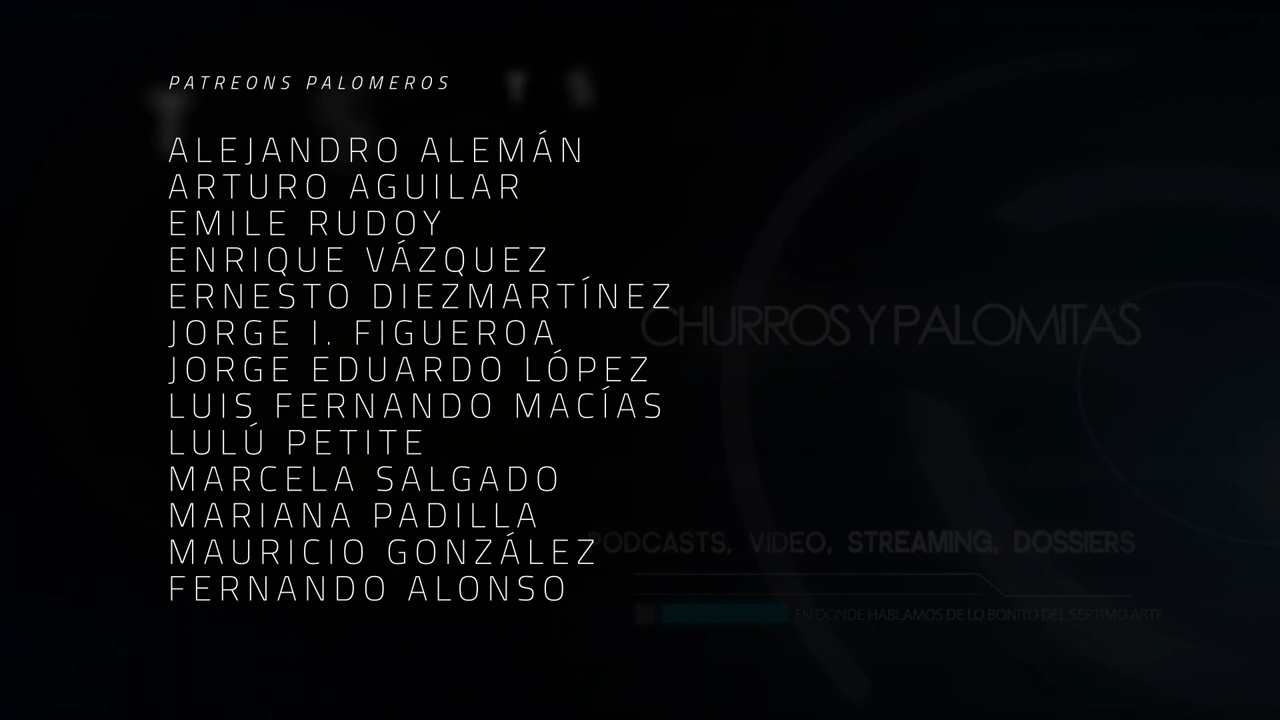 PATREONS PALOMEROS
ALEJANDRO ALEMÁN
ARTURO AGUILAR
EMILE RUDOY
ENRIQUE VÁZQUEZ
ERNESTO DIEZMARTÍNEZ
JORGE I. FIGUEROA
JORGE EDUARDO LÓPEZ
LUIS FERNANDO MACÍAS
LULÚ PETITE
MARCELA SALGADO
MARIANA PADILLA
MAURICIO GONZÁLEZ
FERNANDO ALONSO
CHURROS Y PALOMITAS
PODCASTS, VIDEO, STREAMING, DOSSIERS
EN DONDE HABLAMOS DE LO BONITO DEL SEPTIMO ARTE